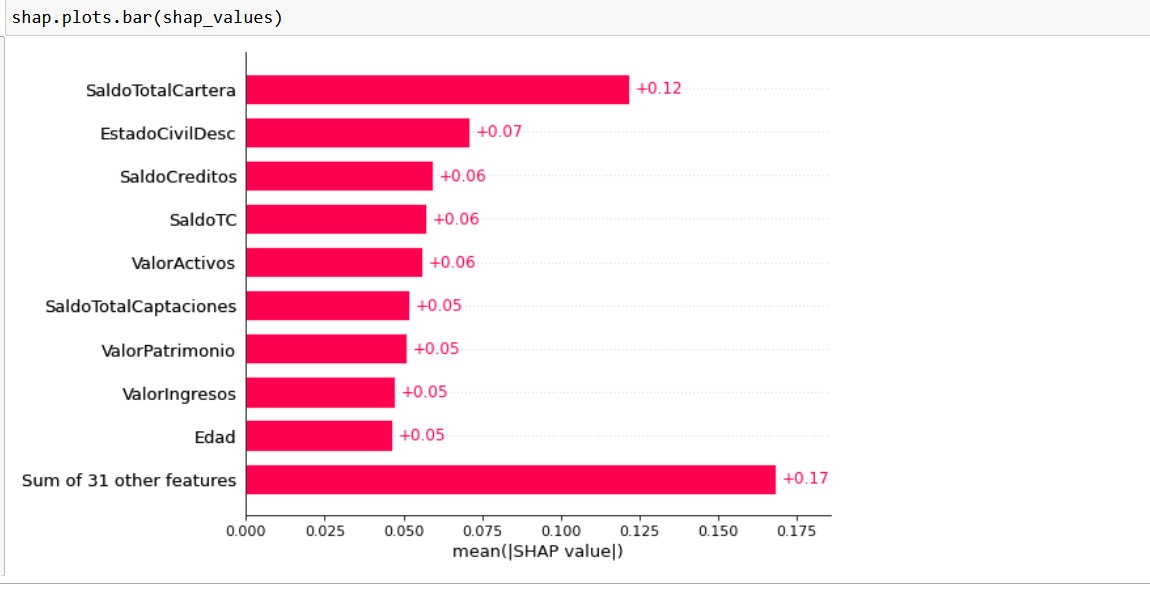 shap.plots.bar(shap_values)
SaldoTotalCartera +0.12
EstadoCivilDesc +0.07
SaldoCreditos +0.06
SaldoTC +0.06
ValorActivos +0.06
SaldoTotalCaptaciones +0.05
ValorPatrimonio +0.05
ValorIngresos +0.05
Edad +0.05
Sum of 31 other features +0.17
0.000 0.025 0.050 0.075 0.100 0.125 0.150 0.175
mean(|SHAP value|)